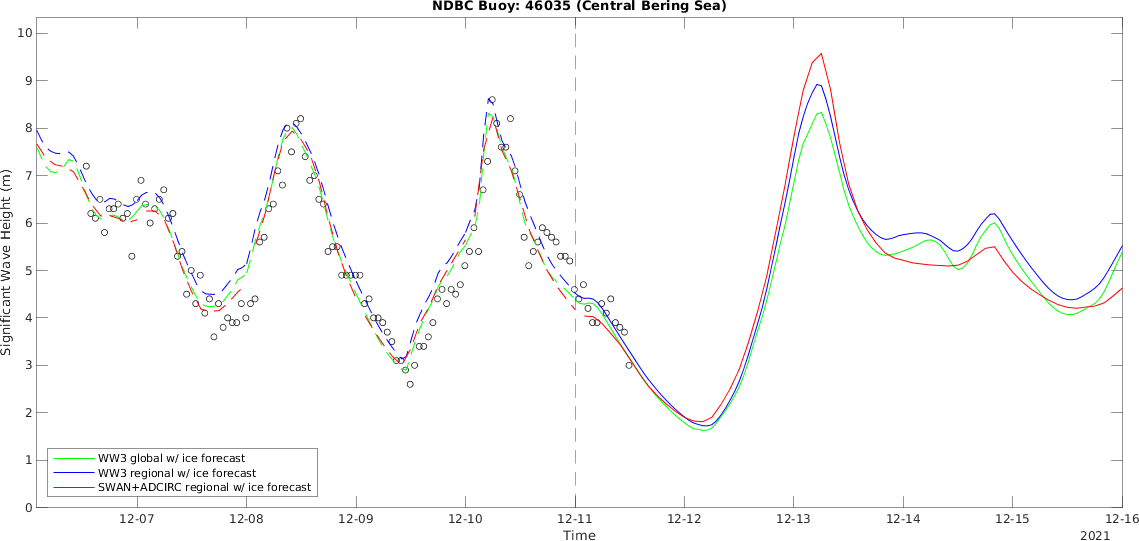 NDBC Buoy: 46035 (Central Bering Sea)
Significant Wave Height (m)
10
9
8
7
6
5
4
3
2
1
0
WW3 global w/ ice forecast
WW3 regional w/ ice forecast
SWAN+ADCIRC regional w/ ice forecast
12-07 12-08 12-09 12-10 12-11 12-12 12-13 12-14 12-15 12-16
Time
2021